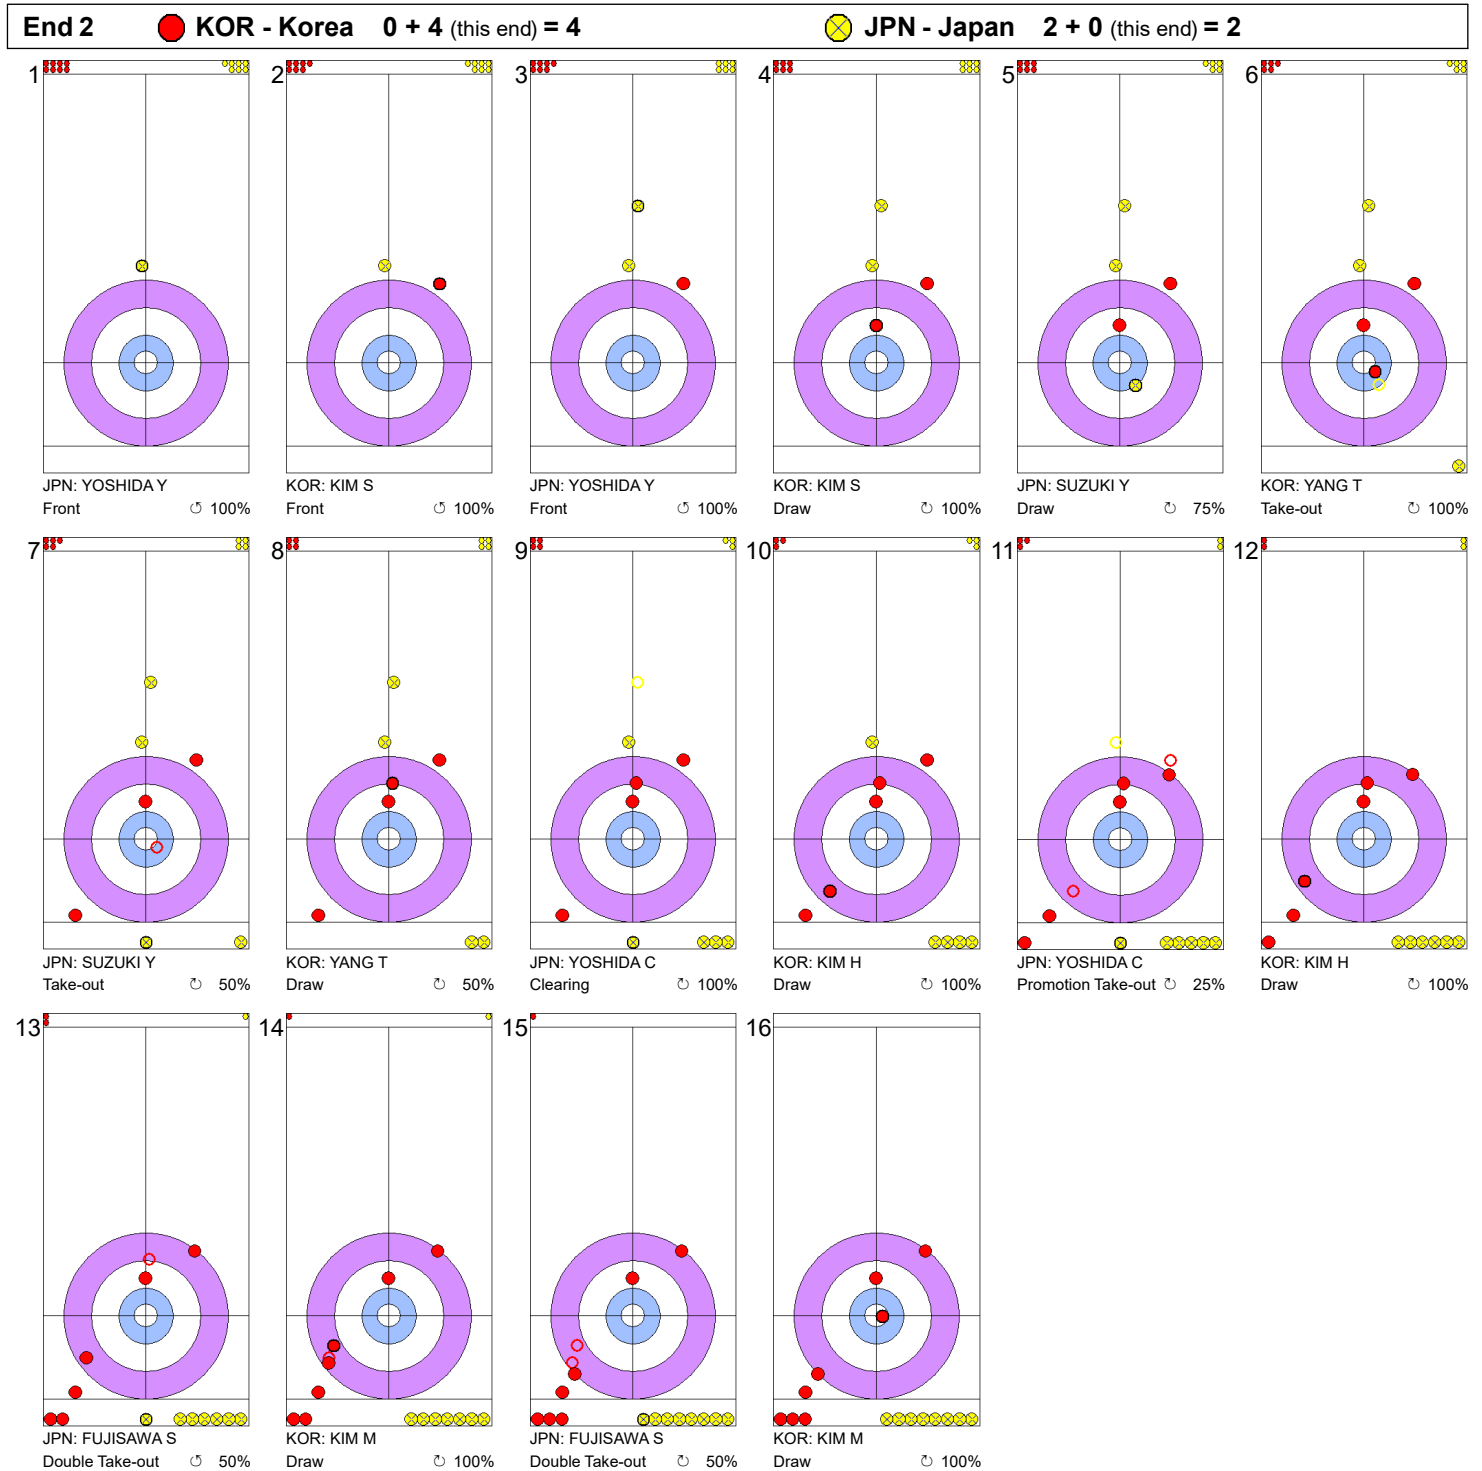 End 2 KOR - Korea 0 + 4 (this end) = 4 JPN - Japan 2 + 0 (this end) = 2
1 2 3 4 5 6
JPN: YOSHIDA Y KOR: KIM S JPN: YOSHIDA Y KOR: KIM S JPN: SUZUKI Y KOR: YANG T
Front ↺ 100% Front ↻ 100% Front ↻ 100% Draw ↻ 100% Draw ↻ 75% Take-out ↻ 100%
7 8 9 10 11 12
JPN: SUZUKI Y KOR: YANG T JPN: YOSHIDA C KOR: KIM H JPN: YOSHIDA C KOR: KIM H
Take-out ↻ 50% Draw ↻ 50% Clearing ↻ 100% Draw ↻ 100% Promotion Take-out ↻ 25% Draw ↻ 100%
13 14 15 16
JPN: FUJISAWA S KOR: KIM M JPN: FUJISAWA S KOR: KIM M
Double Take-out ↺ 50% Draw ↻ 100% Double Take-out ↻ 50% Draw ↻ 100%